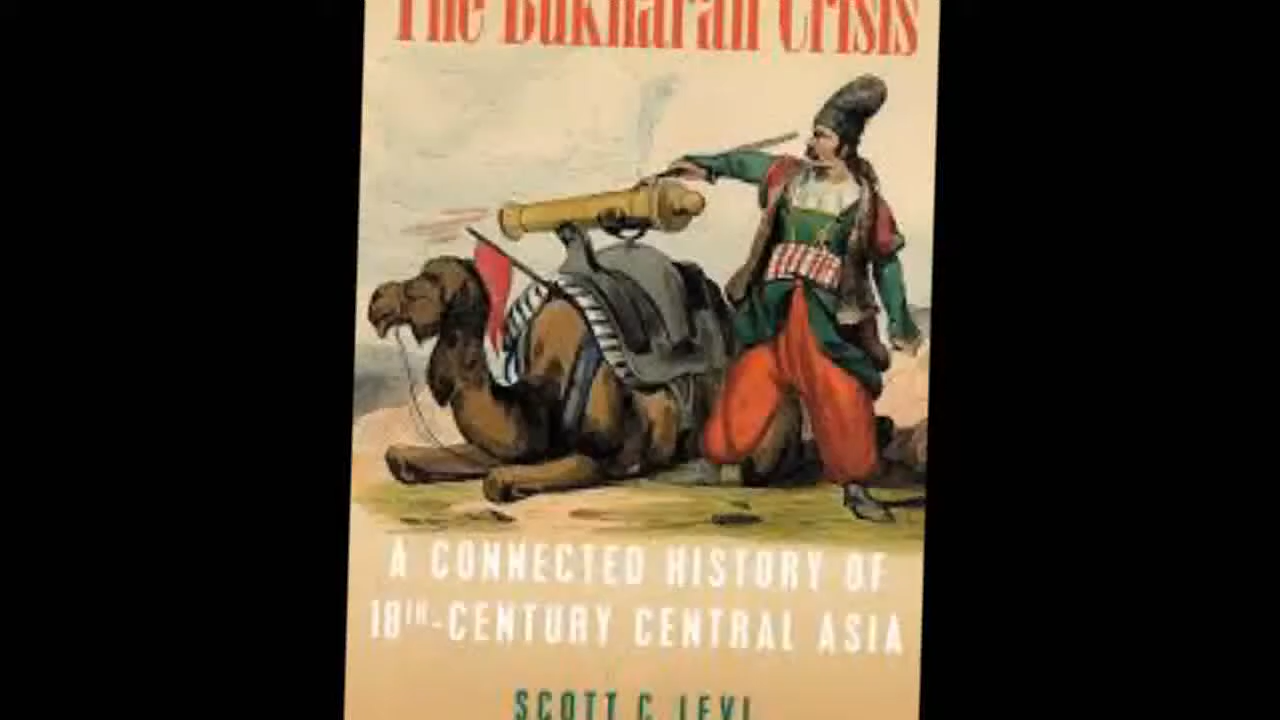 The Bukharan Crisis
A CONNECTED HISTORY OF
18TH-CENTURY CENTRAL ASIA
SCOTT C. LEVI